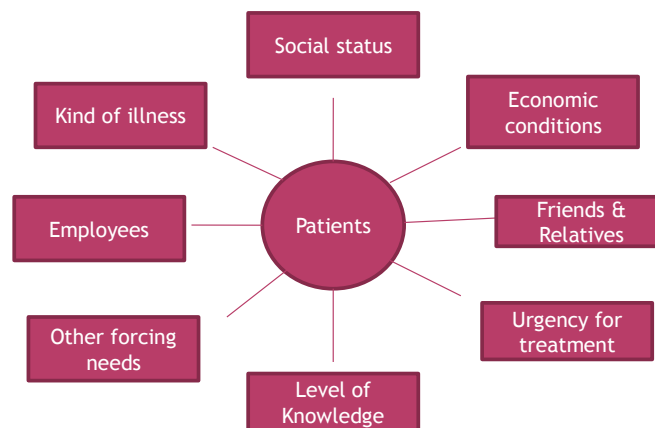 Social status
Economic
conditions
Kind of illness
Friends &
Relatives
Employees
Patients
Urgency for
treatment
Other forcing
needs
Level of
Knowledge